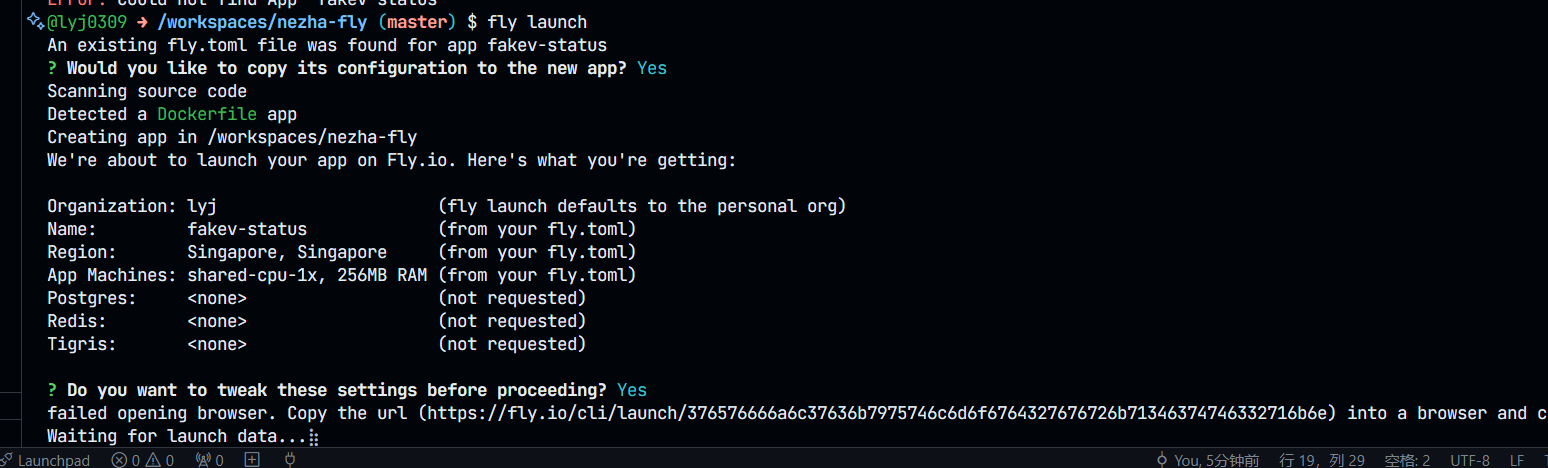 Error: Could not find App "fakev-status"
@lyj0309 ➜ /workspaces/nezha-fly (master) $ fly launch
An existing fly.toml file was found for app fakev-status
? Would you like to copy its configuration to the new app? Yes
Scanning source code
Detected a Dockerfile app
Creating app in /workspaces/nezha-fly
We're about to launch your app on Fly.io. Here's what you're getting:
Organization: lyj (fly launch defaults to the personal org)
Name: fakev-status (from your fly.toml)
Region: Singapore, Singapore (from your fly.toml)
App Machines: shared-cpu-1x, 256MB RAM (from your fly.toml)
Postgres: <none> (not requested)
Redis: <none> (not requested)
Tigris: <none> (not requested)
? Do you want to tweak these settings before proceeding? Yes
failed opening browser. Copy the url (https://fly.io/cli/launch/376576666a6c37636b7975746c6d6f6764327676726b71346374746332716b6e) into a browser and c
Waiting for launch data...
Launchpad 0 0 0 You, 5分钟前 行 19，列 29 空格: 2 UTF-8 LF